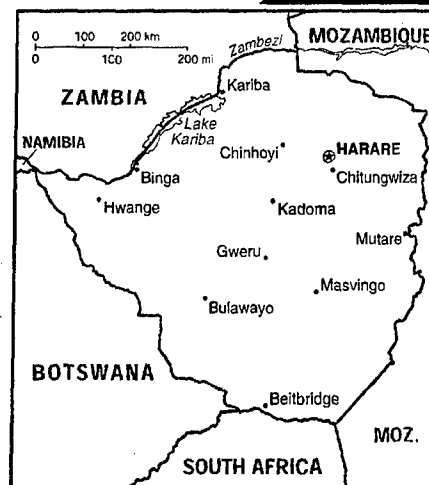 0 100 200 km
0 100 200 mi
Zambezi
MOZAMBIQUE
Kariba
ZAMBIA
Lake
Kariba
Chinhoyi
HARARE
NAMIBIA
Binga
Chitungwiza
Hwange
Kadoma
Mutare
Gweru
Masvingo
Bulawayo
BOTSWANA
Beitbridge
MOZ.
SOUTH AFRICA